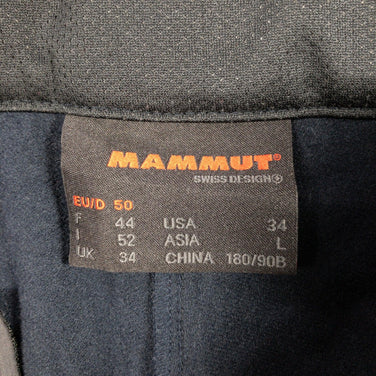 MAMMUT®
SWISS DESIGN⊕
EU/D 50
F 44 USA 34
I 52 ASIA L
UK 34 CHINA 180/90B